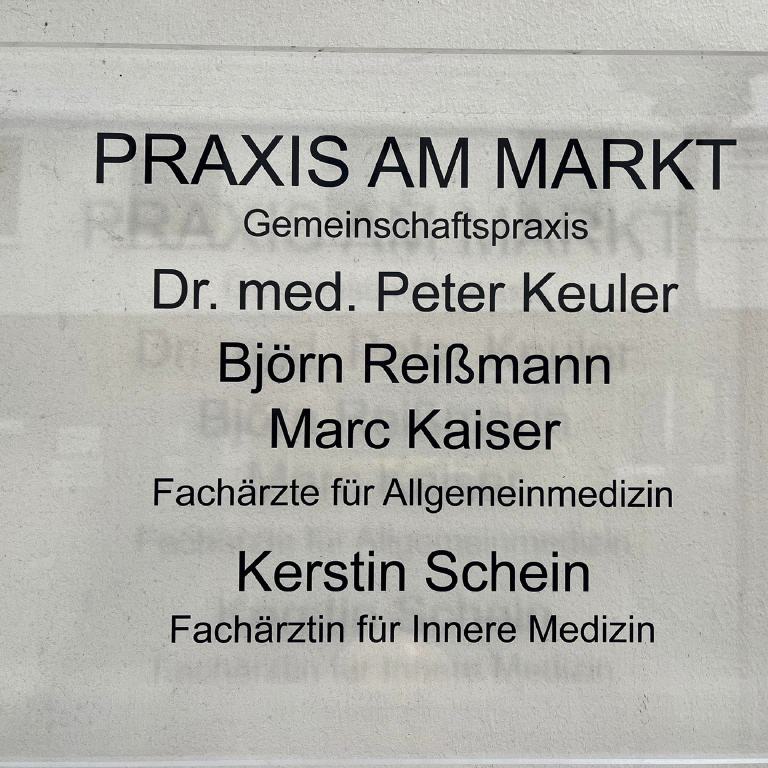 PRAXIS AM MARKT
Gemeinschaftspraxis
Dr. med. Peter Keuler
Björn Reißmann
Marc Kaiser
Fachärzte für Allgemeinmedizin
Kerstin Schein
Fachärztin für Innere Medizin